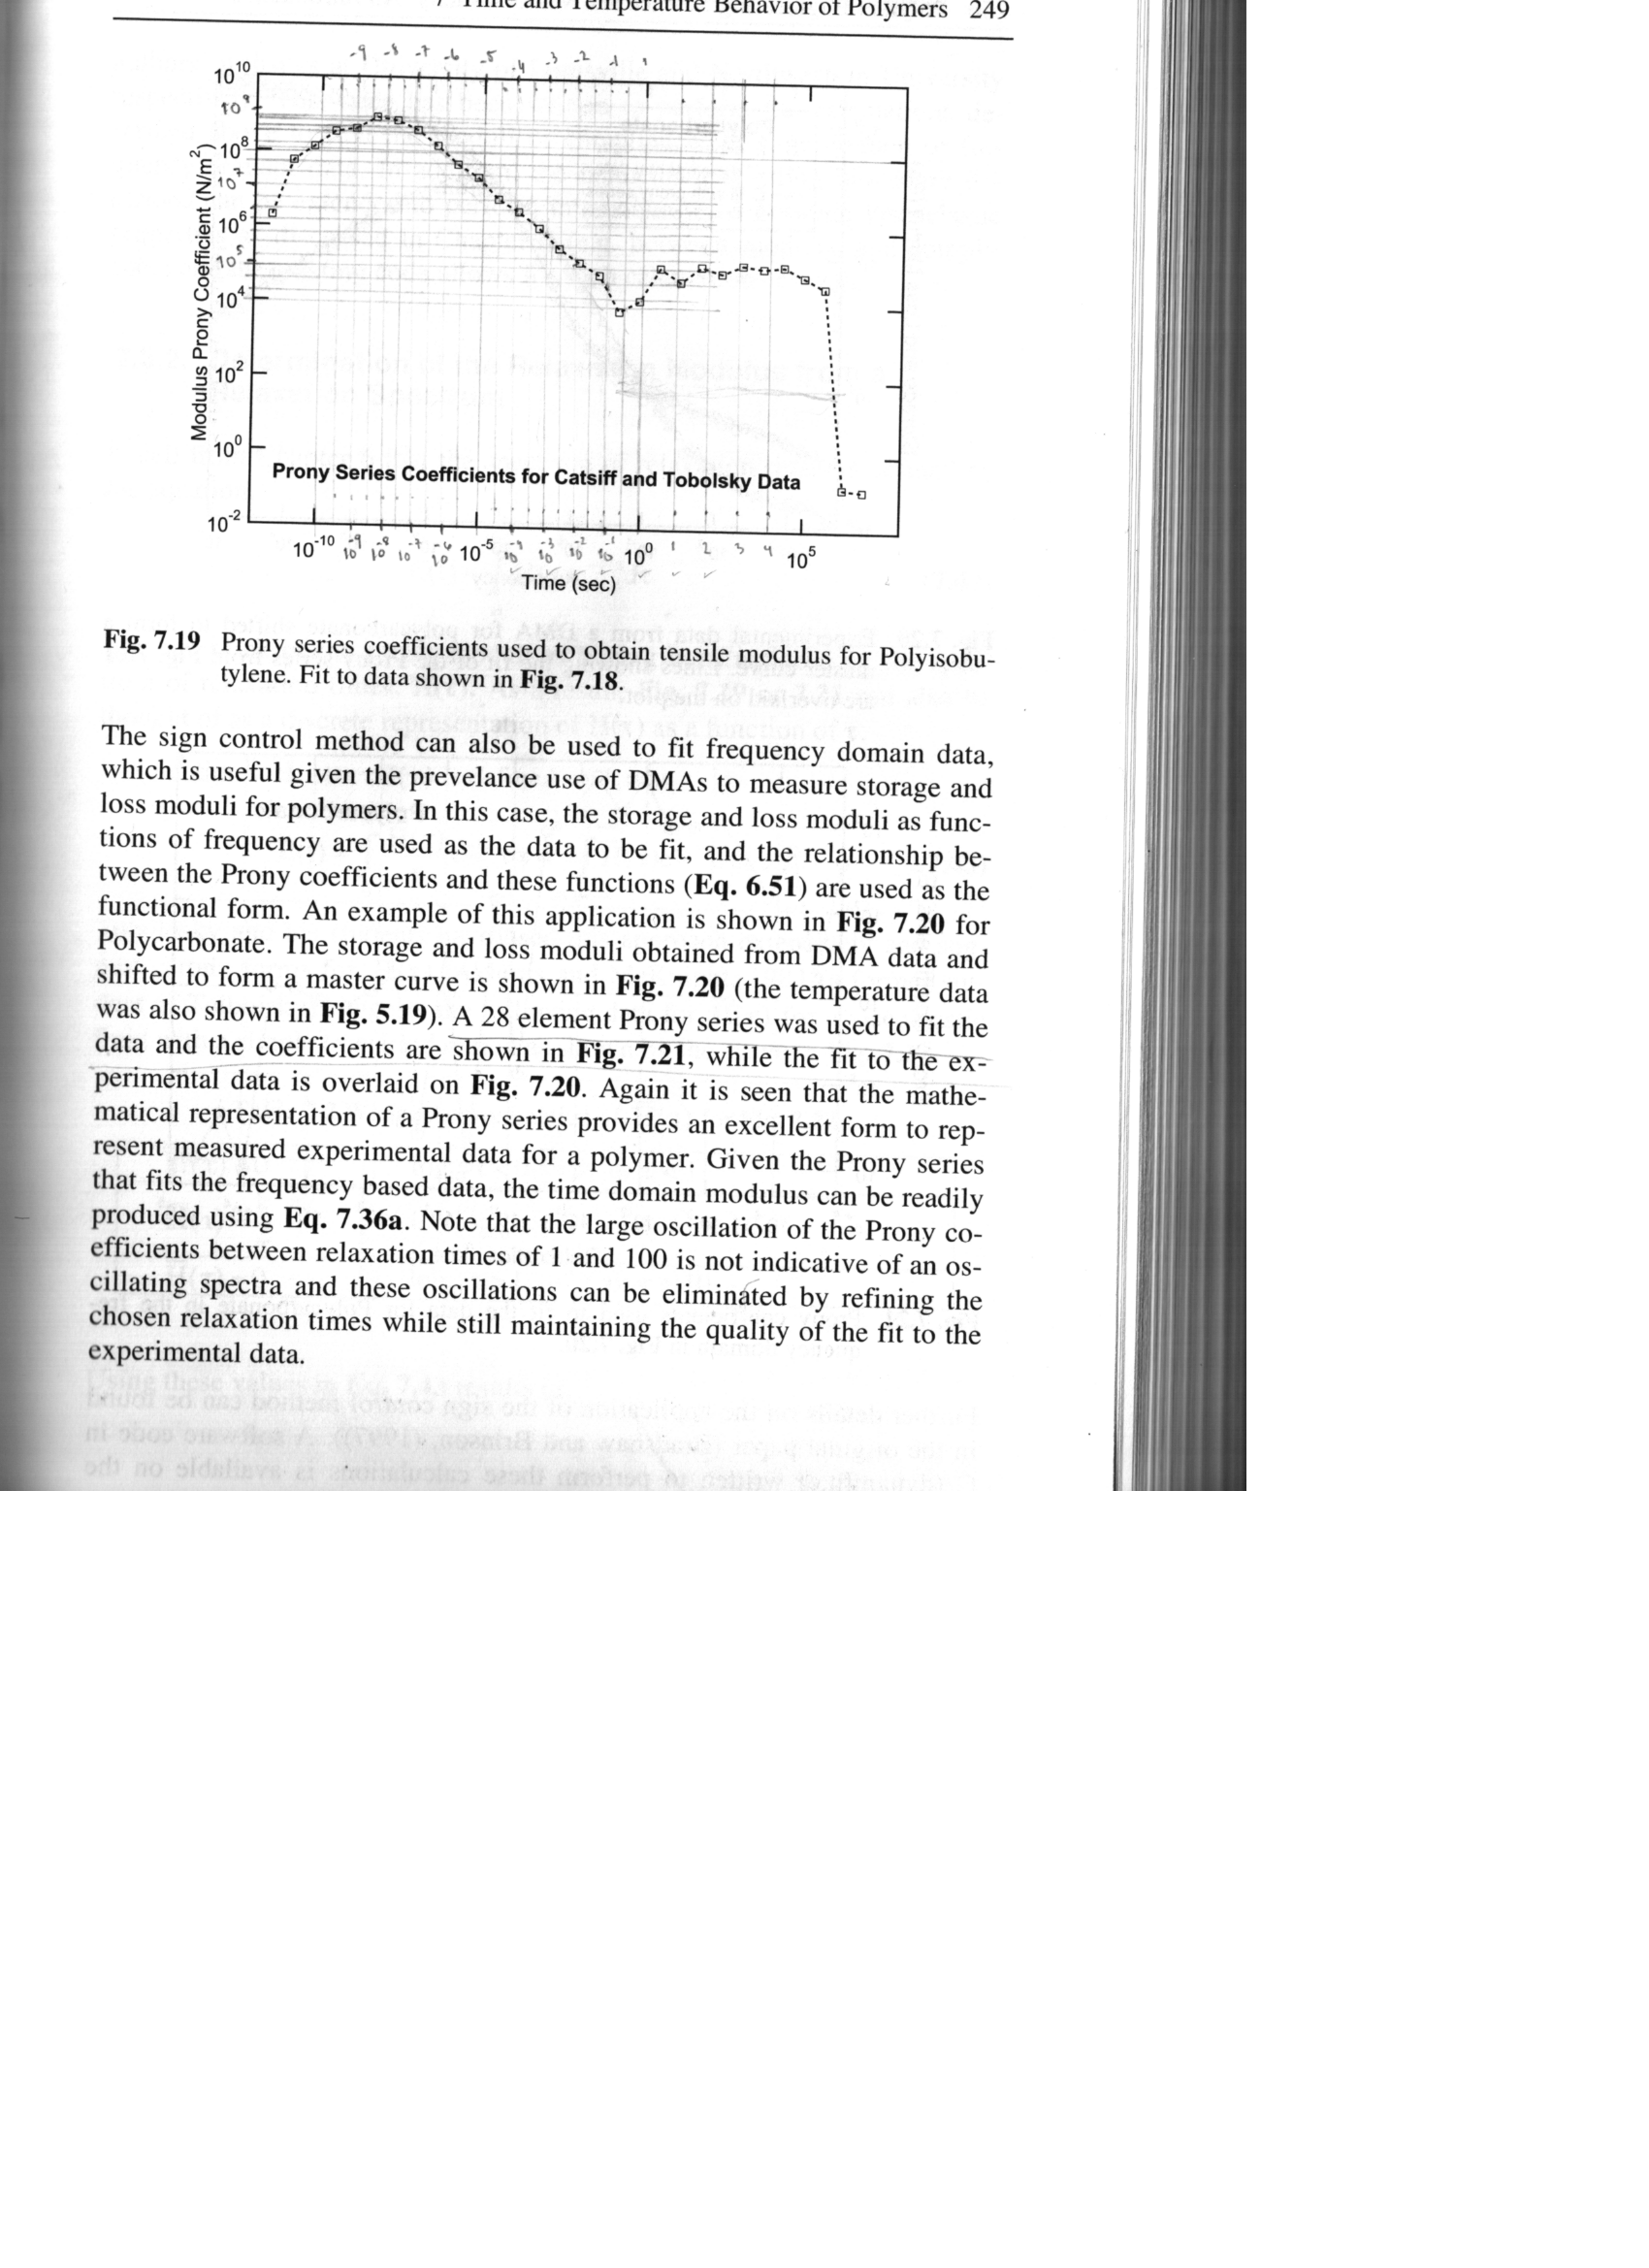 7 Time and Temperature Behavior of Polymers 249
-9 -8 -7 -6 -5 -4 -3 -2 -1 1
10^10
10^9
10^8
10^7
10^6
10^5
10^4
10^2
10^0
10^-2
Modulus Prony Coefficient (N/m^2)
Prony Series Coefficients for Catsiff and Tobolsky Data
10^-10 10^-9 10^-8 10^-7 10^-6 10^-5 10^-4 10^-3 10^-2 10^-1 10^0 1 2 3 4 10^5
Time (sec)
Fig. 7.19 Prony series coefficients used to obtain tensile modulus for Polyisobu-
tylene. Fit to data shown in Fig. 7.18.
The sign control method can also be used to fit frequency domain data,
which is useful given the prevelance use of DMAs to measure storage and
loss moduli for polymers. In this case, the storage and loss moduli as func-
tions of frequency are used as the data to be fit, and the relationship be-
tween the Prony coefficients and these functions (Eq. 6.51) are used as the
functional form. An example of this application is shown in Fig. 7.20 for
Polycarbonate. The storage and loss moduli obtained from DMA data and
shifted to form a master curve is shown in Fig. 7.20 (the temperature data
was also shown in Fig. 5.19). A 28 element Prony series was used to fit the
data and the coefficients are shown in Fig. 7.21, while the fit to the ex-
perimental data is overlaid on Fig. 7.20. Again it is seen that the mathe-
matical representation of a Prony series provides an excellent form to rep-
resent measured experimental data for a polymer. Given the Prony series
that fits the frequency based data, the time domain modulus can be readily
produced using Eq. 7.36a. Note that the large oscillation of the Prony co-
efficients between relaxation times of 1 and 100 is not indicative of an os-
cillating spectra and these oscillations can be eliminated by refining the
chosen relaxation times while still maintaining the quality of the fit to the
experimental data.